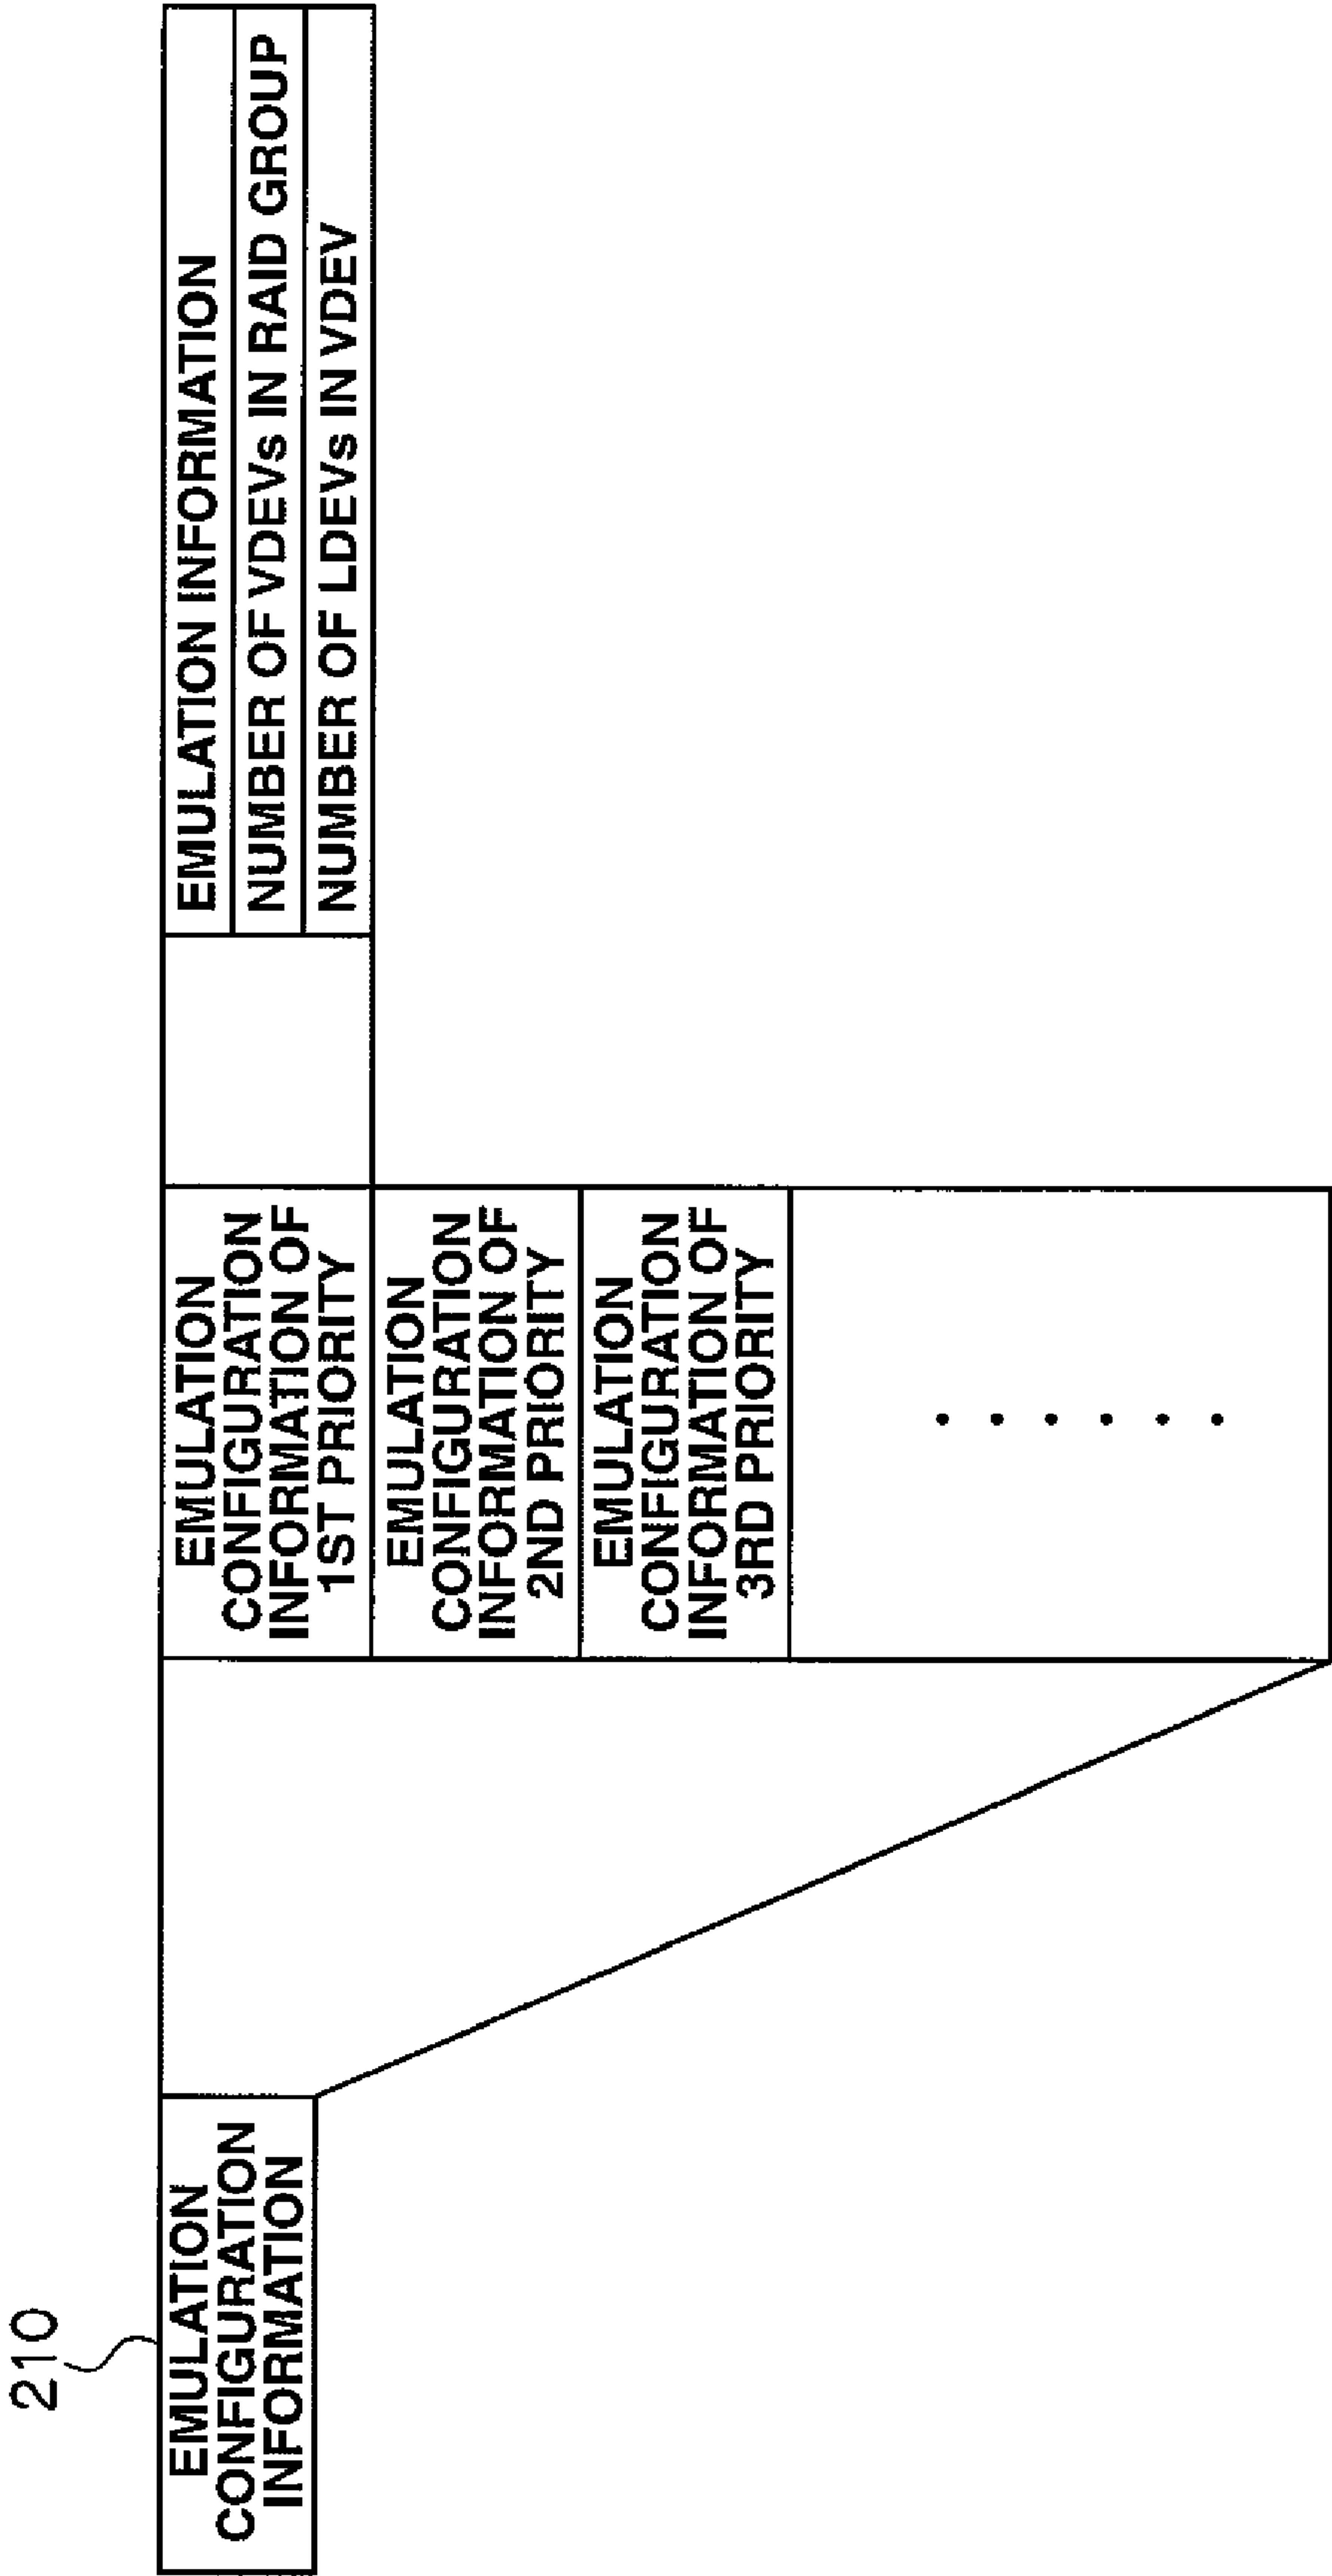 210
EMULATION
CONFIGURATION
INFORMATION
EMULATION
CONFIGURATION
INFORMATION OF
1ST PRIORITY
EMULATION
CONFIGURATION
INFORMATION OF
2ND PRIORITY
EMULATION
CONFIGURATION
INFORMATION OF
3RD PRIORITY
EMULATION INFORMATION
NUMBER OF VDEVs IN RAID GROUP
NUMBER OF LDEVs IN VDEV